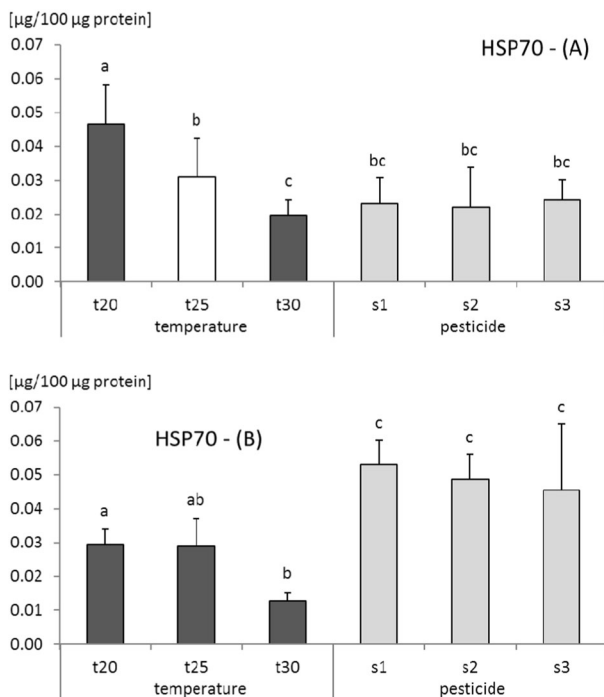 [μg/100 μg protein]
HSP70 - (A)
0.07
0.06
0.05
0.04
0.03
0.02
0.01
0.00
a
b
c
bc
bc
bc
t20 t25 t30 s1 s2 s3
temperature pesticide
[μg/100 μg protein]
HSP70 - (B)
0.07
0.06
0.05
0.04
0.03
0.02
0.01
0.00
a
ab
b
c
c
c
t20 t25 t30 s1 s2 s3
temperature pesticide